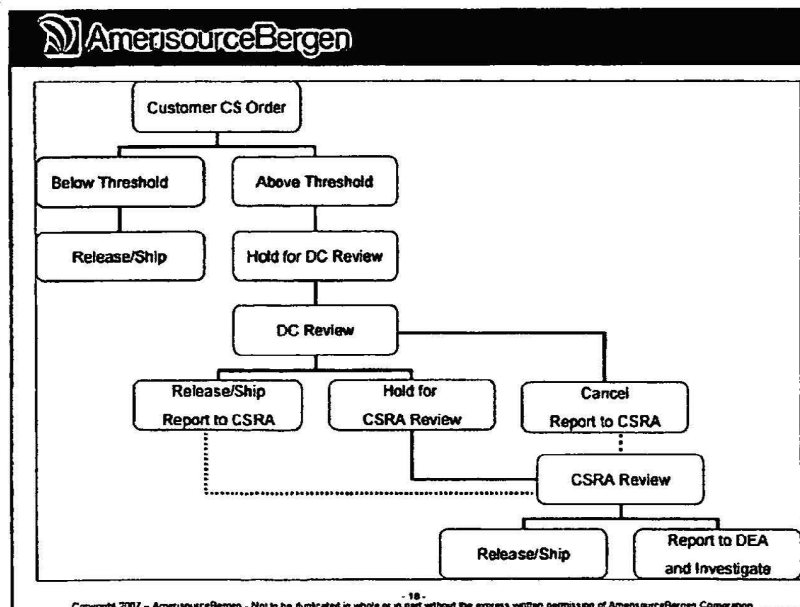 AmerisourceBergen
Customer CS Order
Below Threshold
Above Threshold
Release/Ship
Hold for DC Review
DC Review
Release/Ship
Report to CSRA
Hold for
CSRA Review
Cancel
Report to CSRA
CSRA Review
Release/Ship
Report to DEA
and Investigate
- 18 -
Copyright 2007 – AmerisourceBergen - Not to be duplicated in whole or in part without the express written permission of AmerisourceBergen Corporation